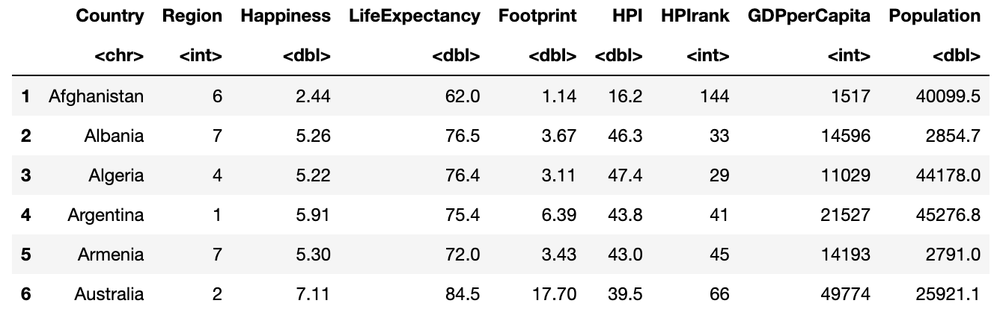 Country Region Happiness LifeExpectancy Footprint HPI HPIrank GDPperCapita Population
<chr> <int> <dbl> <dbl> <dbl> <dbl> <int> <int> <dbl>
1 Afghanistan 6 2.44 62.0 1.14 16.2 144 1517 40099.5
2 Albania 7 5.26 76.5 3.67 46.3 33 14596 2854.7
3 Algeria 4 5.22 76.4 3.11 47.4 29 11029 44178.0
4 Argentina 1 5.91 75.4 6.39 43.8 41 21527 45276.8
5 Armenia 7 5.30 72.0 3.43 43.0 45 14193 2791.0
6 Australia 2 7.11 84.5 17.70 39.5 66 49774 25921.1